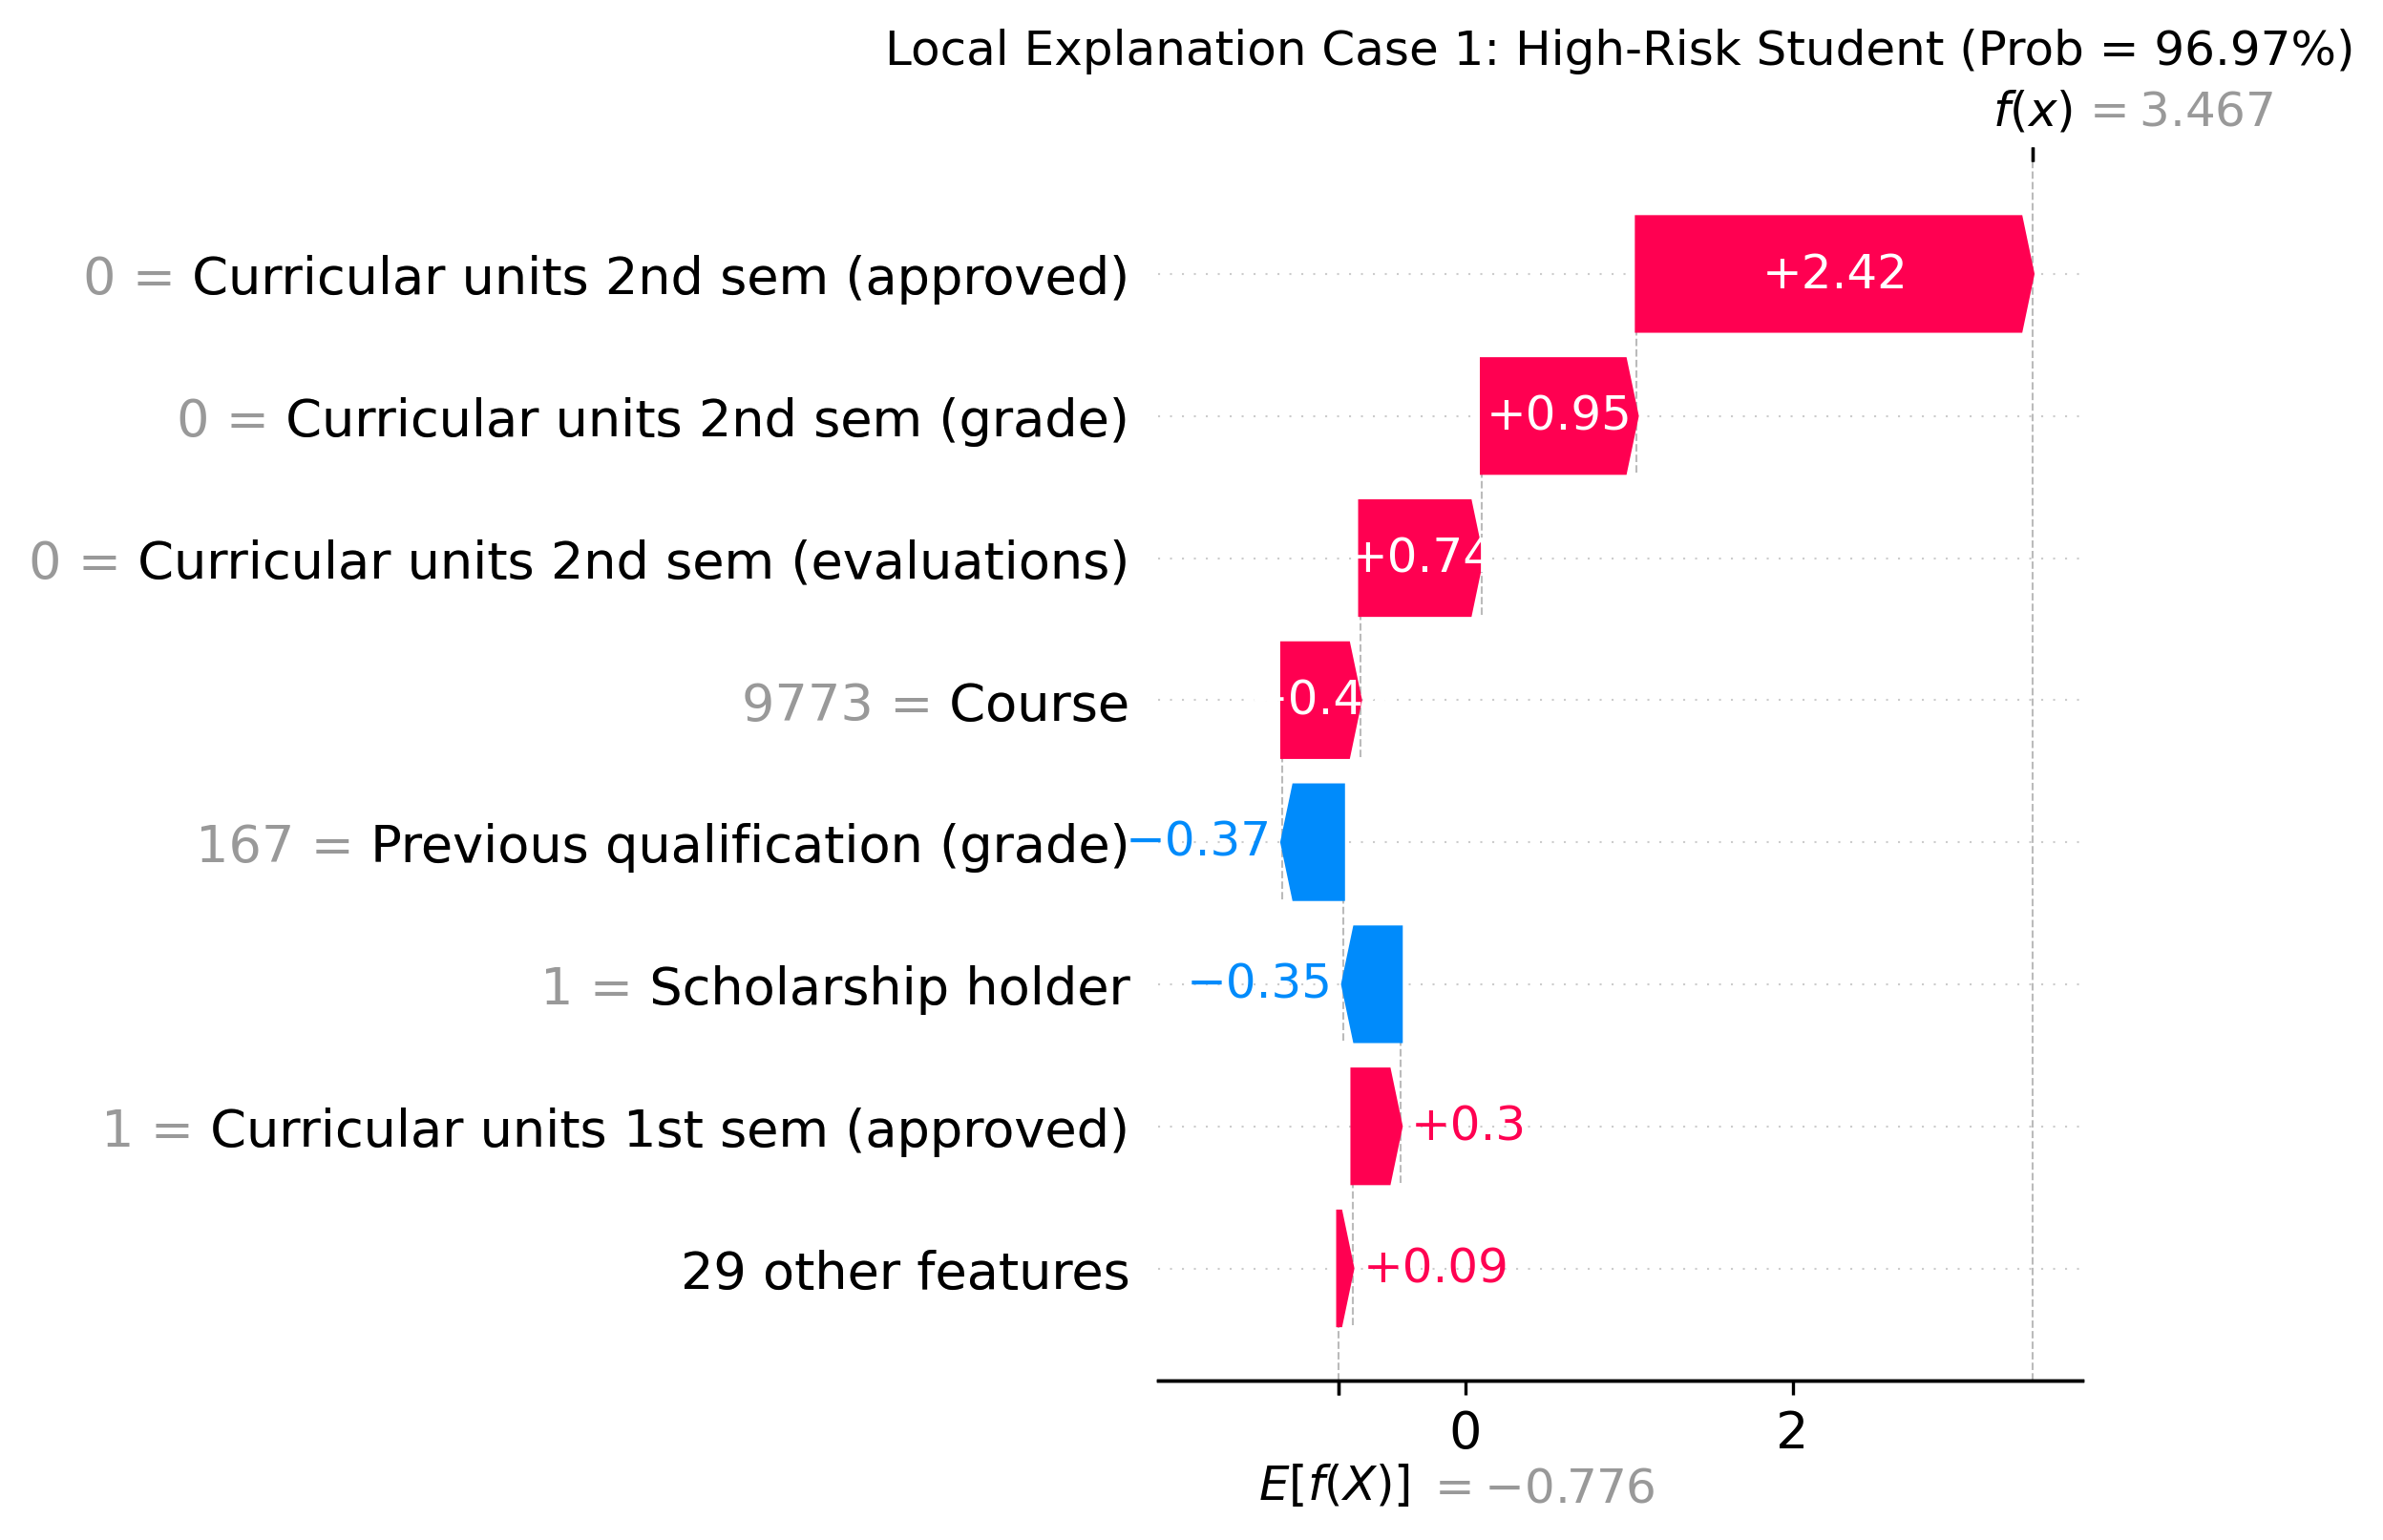 Local Explanation Case 1: High-Risk Student (Prob = 96.97%)
f(x) = 3.467
0 = Curricular units 2nd sem (approved) +2.42
0 = Curricular units 2nd sem (grade) +0.95
0 = Curricular units 2nd sem (evaluations) +0.74
9773 = Course
167 = Previous qualification (grade) −0.37
1 = Scholarship holder −0.35
1 = Curricular units 1st sem (approved) +0.3
29 other features +0.09
0 2
E[f(X)] = −0.776